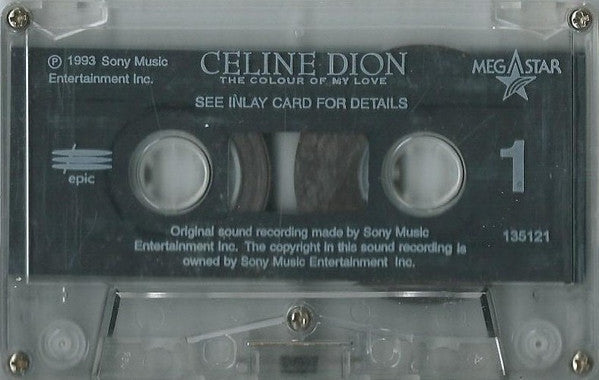 ℗ 1993 Sony Music
Entertainment Inc.
CELINE DION
THE COLOUR OF MY LOVE
MEGASTAR
SEE INLAY CARD FOR DETAILS
epic
1
Original sound recording made by Sony Music
Entertainment Inc. The copyright in this sound recording is
owned by Sony Music Entertainment Inc.
135121